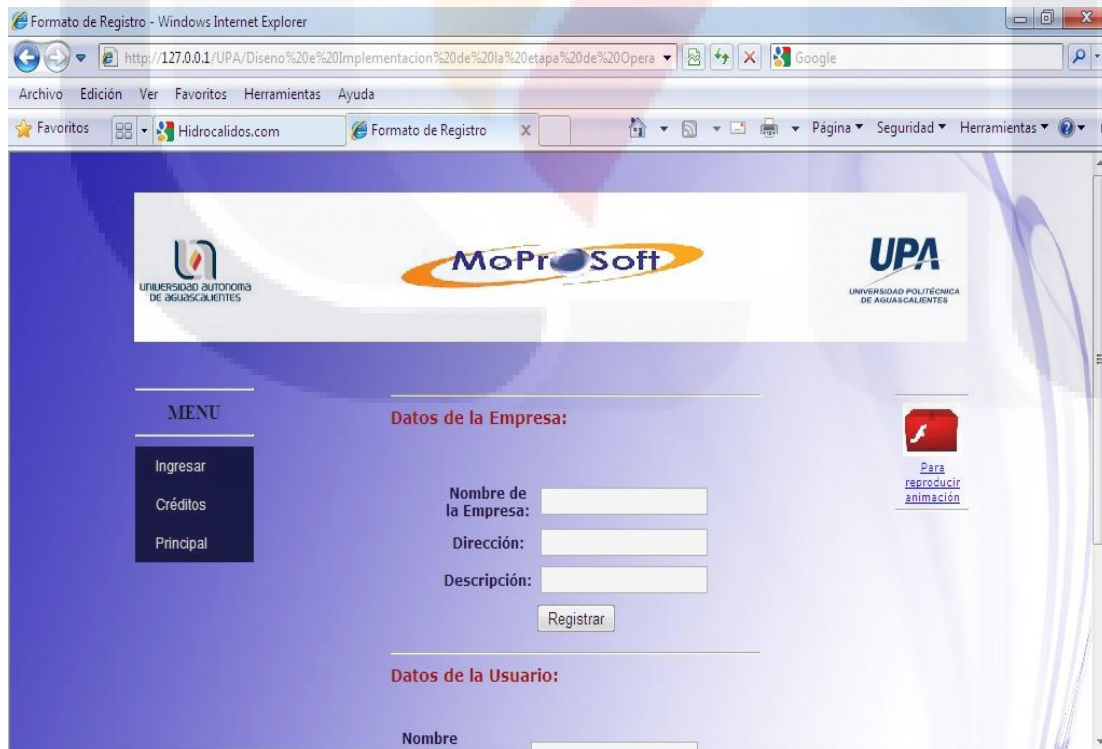 Formato de Registro - Windows Internet Explorer
http://127.0.0.1/UPA/Diseno%20e%20Implementacion%20de%20la%20etapa%20de%20Opera
Google
Archivo Edición Ver Favoritos Herramientas Ayuda
Favoritos Hidrocalidos.com Formato de Registro X Página Seguridad Herramientas
UNIVERSIDAD AUTONOMA
DE AGUASCALIENTES
MoProSoft
UPA
UNIVERSIDAD POLITÉCNICA
DE AGUASCALIENTES
MENU
Ingresar
Créditos
Principal
Datos de la Empresa:
Nombre de
la Empresa:
Dirección:
Descripción:
Registrar
Para
reproducir
animación
Datos de la Usuario:
Nombre